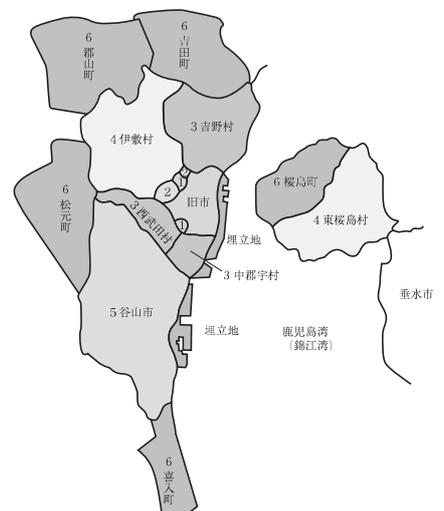 6 郡山町
6 吉田町
4 伊敷村
3 吉野村
6 松元町
2
1
1
旧市
3 西武田村
1
埋立地
3 中郡宇村
6 桜島町
4 東桜島村
5 谷山市
埋立地
鹿児島湾
(錦江湾)
垂水市
6 喜入町